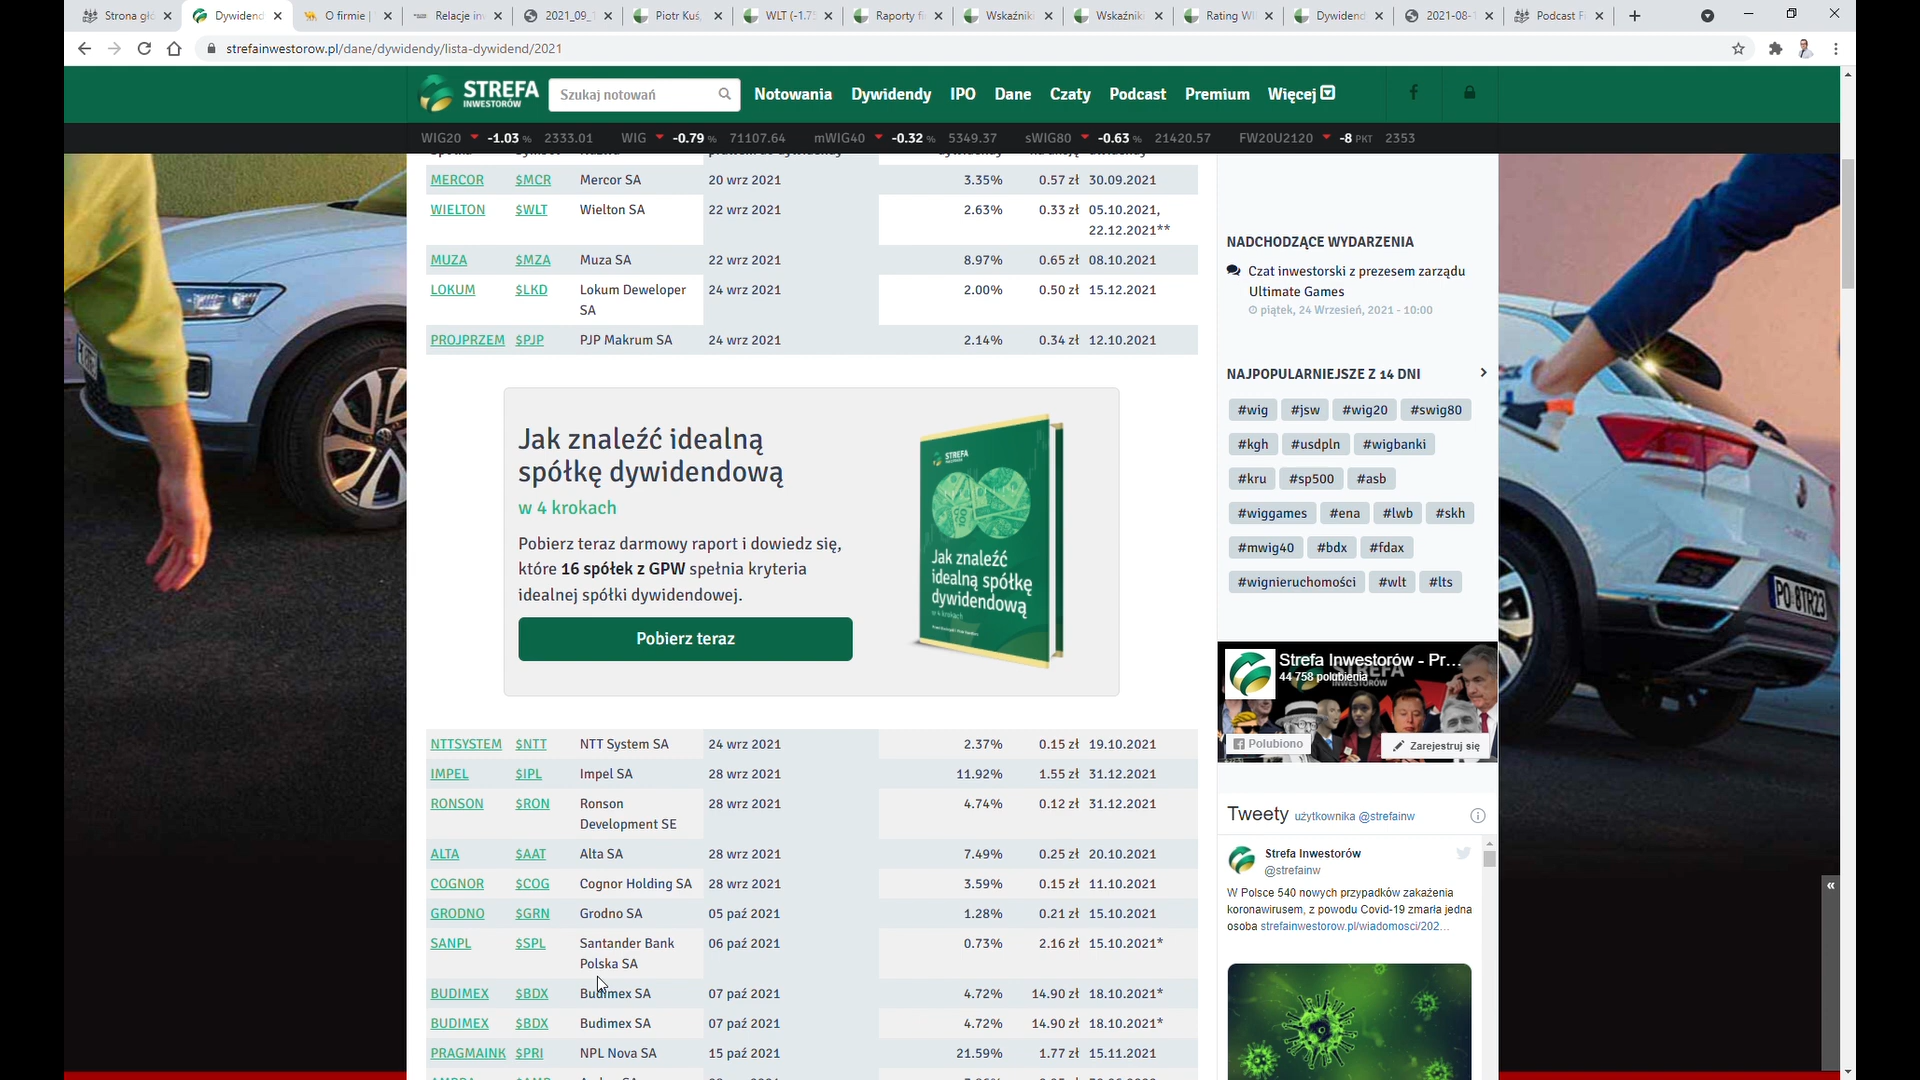 Strona głó
Dywidend
O firmie |
Relacje inw
2021_09_1
Piotr Kuś,
WLT (-1.75
Raporty fi
Wskaźniki
Wskaźniki
Rating WI
Dywidend
2021-08-1
Podcast F
strefainwestorow.pl/dane/dywidendy/lista-dywidend/2021
STREFA
INWESTORÓW
Szukaj notowań
Notowania Dywidendy IPO Dane Czaty Podcast Premium Więcej
WIG20 -1.03 % 2333.01 WIG -0.79 % 71107.64 mWIG40 -0.32 % 5349.37 sWIG80 -0.63 % 21420.57 FW20U2120 -8 PKT 2353
MERCOR $MCR Mercor SA 20 wrz 2021 3.35% 0.57 zł 30.09.2021
WIELTON $WLT Wielton SA 22 wrz 2021 2.63% 0.33 zł 05.10.2021,
22.12.2021**
MUZA $MZA Muza SA 22 wrz 2021 8.97% 0.65 zł 08.10.2021
LOKUM $LKD Lokum Deweloper 24 wrz 2021 2.00% 0.50 zł 15.12.2021
SA
PROJPRZEM $PJP PJP Makrum SA 24 wrz 2021 2.14% 0.34 zł 12.10.2021
Jak znaleźć idealną
spółkę dywidendową
w 4 krokach
Pobierz teraz darmowy raport i dowiedz się,
które 16 spółek z GPW spełnia kryteria
idealnej spółki dywidendowej.
Pobierz teraz
STREFA
Jak znaleźć
idealną spółkę
dywidendową
w 4 krokach
NTTSYSTEM $NTT NTT System SA 24 wrz 2021 2.37% 0.15 zł 19.10.2021
IMPEL $IPL Impel SA 28 wrz 2021 11.92% 1.55 zł 31.12.2021
RONSON $RON Ronson 28 wrz 2021 4.74% 0.12 zł 31.12.2021
Development SE
ALTA $AAT Alta SA 28 wrz 2021 7.49% 0.25 zł 20.10.2021
COGNOR $COG Cognor Holding SA 28 wrz 2021 3.59% 0.15 zł 11.10.2021
GRODNO $GRN Grodno SA 05 paź 2021 1.28% 0.21 zł 15.10.2021
SANPL $SPL Santander Bank 06 paź 2021 0.73% 2.16 zł 15.10.2021*
Polska SA
BUDIMEX $BDX Budimex SA 07 paź 2021 4.72% 14.90 zł 18.10.2021*
BUDIMEX $BDX Budimex SA 07 paź 2021 4.72% 14.90 zł 18.10.2021*
PRAGMAINK $PRI NPL Nova SA 15 paź 2021 21.59% 1.77 zł 15.11.2021
NADCHODZĄCE WYDARZENIA
Czat inwestorski z prezesem zarządu
Ultimate Games
piątek, 24 Wrzesień, 2021 - 10:00
NAJPOPULARNIEJSZE Z 14 DNI
#wig #jsw #wig20 #swig80
#kgh #usdpln #wigbanki
#kru #sp500 #asb
#wiggames #ena #lwb #skh
#mwig40 #bdx #fdax
#wignieruchomości #wlt #lts
Strefa Inwestorów - Pr...
44 758 polubienia
STREFA
INWESTORÓW
Polubiono
Zarejestruj się
Tweety użytkownika @strefainw
Strefa Inwestorów
@strefainw
W Polsce 540 nowych przypadków zakażenia
koronawirusem, z powodu Covid-19 zmarła jedna
osoba strefainwestorow.pl/wiadomosci/202…
PO 8TR23